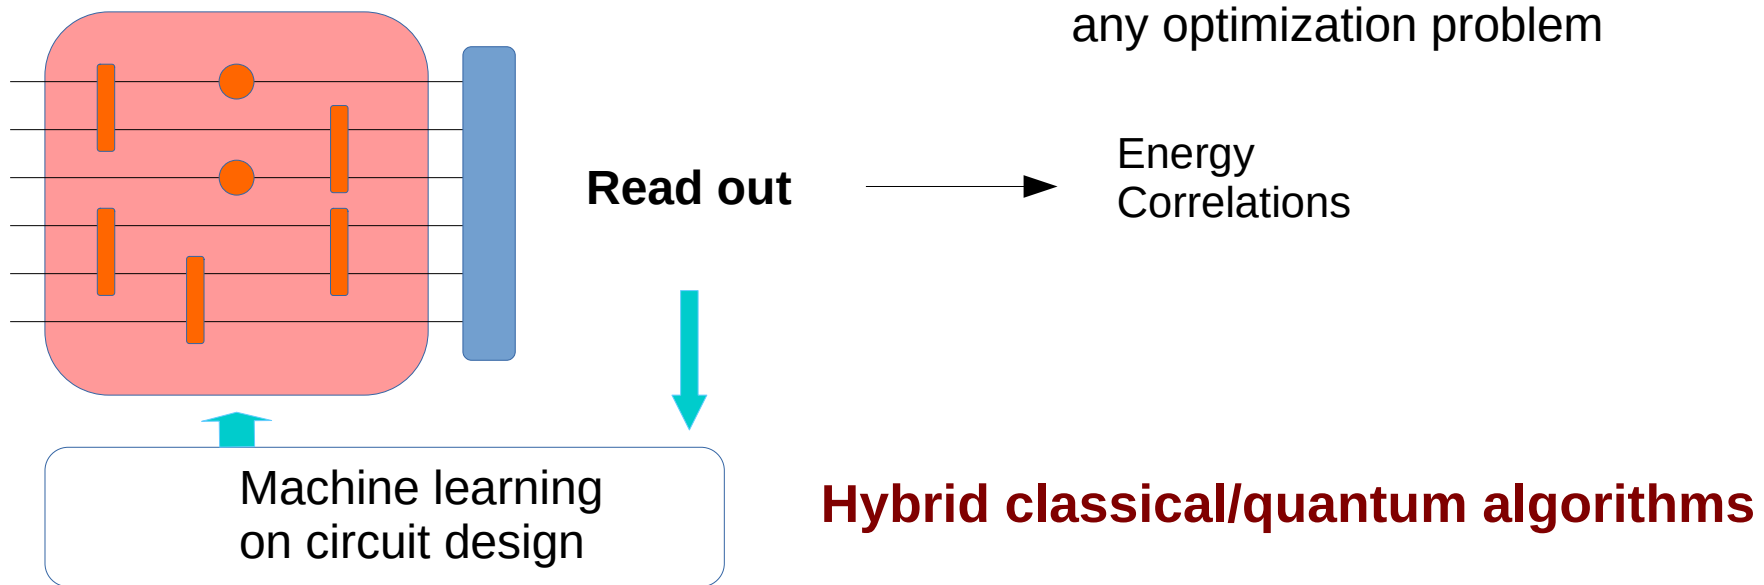 any optimization problem
Read out
Energy
Correlations
Machine learning
on circuit design
Hybrid classical/quantum algorithms